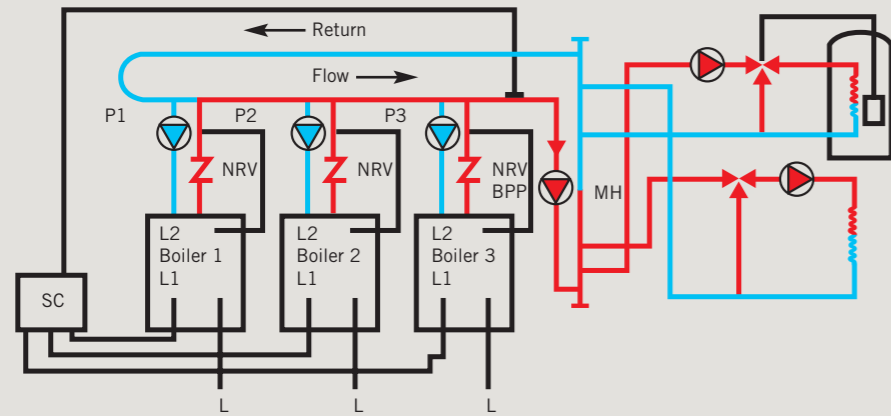 Return
Flow
P1
P2
P3
NRV
NRV
NRV
BPP
MH
L2
Boiler 1
L1
L2
Boiler 2
L1
L2
Boiler 3
L1
SC
L
L
L